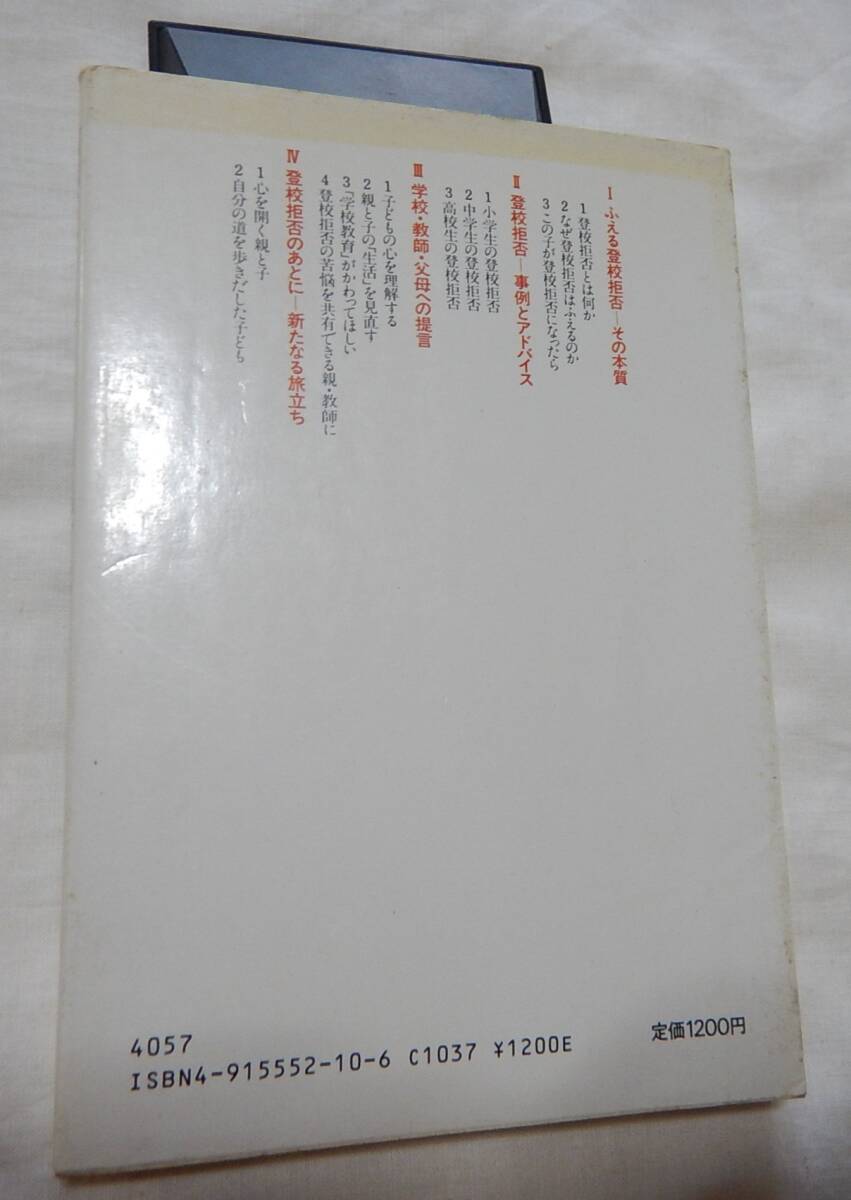 Ⅰ ふえる登校拒否―その本質
1 登校拒否とは何か
2 なぜ登校拒否はふえるのか
3 この子が登校拒否になったら
Ⅱ 登校拒否―事例とアドバイス
1 小学生の登校拒否
2 中学生の登校拒否
3 高校生の登校拒否
Ⅲ 学校・教師・父母への提言
1 子どもの心を理解する
2 親と子の「生活」を見直す
3 「学校教育」がかわってほしい
4 登校拒否の苦悩を共有できる親・教師に
Ⅳ 登校拒否のあとに―新たなる旅立ち
1 心を開く親と子
2 自分の道を歩きだした子ども
4057
ISBN4-915552-10-6 C1037 ¥1200E
定価1200円